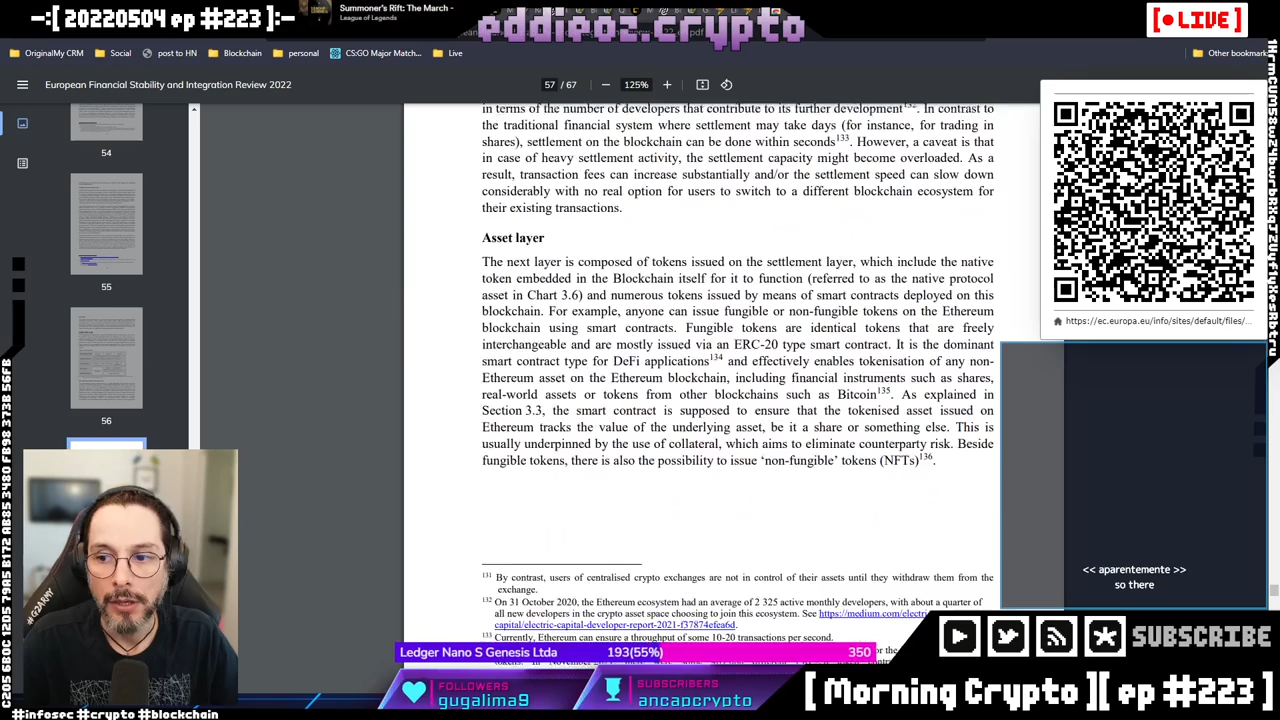 -:[ 20220504 ep #223 ]:-
Summoner's Rift: The March -
League of Legends
eddieoz.crypto
[●LIVE]
OriginalMy CRM
Social
post to HN
Blockchain
personal
CS:GO Major Match...
Live
Other bookmark
European Financial Stability and Integration Review 2022
57 / 67
125%
54
55
56
in terms of the number of developers that contribute to its further development132. In contrast to
the traditional financial system where settlement may take days (for instance, for trading in
shares), settlement on the blockchain can be done within seconds133. However, a caveat is that
in case of heavy settlement activity, the settlement capacity might become overloaded. As a
result, transaction fees can increase substantially and/or the settlement speed can slow down
considerably with no real option for users to switch to a different blockchain ecosystem for
their existing transactions.
Asset layer
The next layer is composed of tokens issued on the settlement layer, which include the native
token embedded in the Blockchain itself for it to function (referred to as the native protocol
asset in Chart 3.6) and numerous tokens issued by means of smart contracts deployed on this
blockchain. For example, anyone can issue fungible or non-fungible tokens on the Ethereum
blockchain using smart contracts. Fungible tokens are identical tokens that are freely
interchangeable and are mostly issued via an ERC-20 type smart contract. It is the dominant
smart contract type for DeFi applications134 and effectively enables tokenisation of any non-
Ethereum asset on the Ethereum blockchain, including financial instruments such as shares,
real-world assets or tokens from other blockchains such as Bitcoin135. As explained in
Section 3.3, the smart contract is supposed to ensure that the tokenised asset issued on
Ethereum tracks the value of the underlying asset, be it a share or something else. This is
usually underpinned by the use of collateral, which aims to eliminate counterparty risk. Beside
fungible tokens, there is also the possibility to issue ‘non-fungible’ tokens (NFTs)136.
131 By contrast, users of centralised crypto exchanges are not in control of their assets until they withdraw them from the
exchange.
132 On 31 October 2020, the Ethereum ecosystem had an average of 2 325 active monthly developers, with about a quarter of
all new developers in the crypto asset space choosing to join this ecosystem. See https://medium.com/electri
capital/electric-capital-developer-report-2021-f37874efea6d.
133 Currently, Ethereum can ensure a throughput of some 10-20 transactions per second.
https://ec.europa.eu/info/sites/default/files/...
<< aparentemente >>
so there
Ledger Nano S Genesis Ltda
193(55%)
350
FOLLOWERS
gugalima9
SUBSCRIBERS
ancapcrypto
SUBSCRIBE
[ Morning Crypto ][ ep #223 ]
infosec #crypto #blockchain